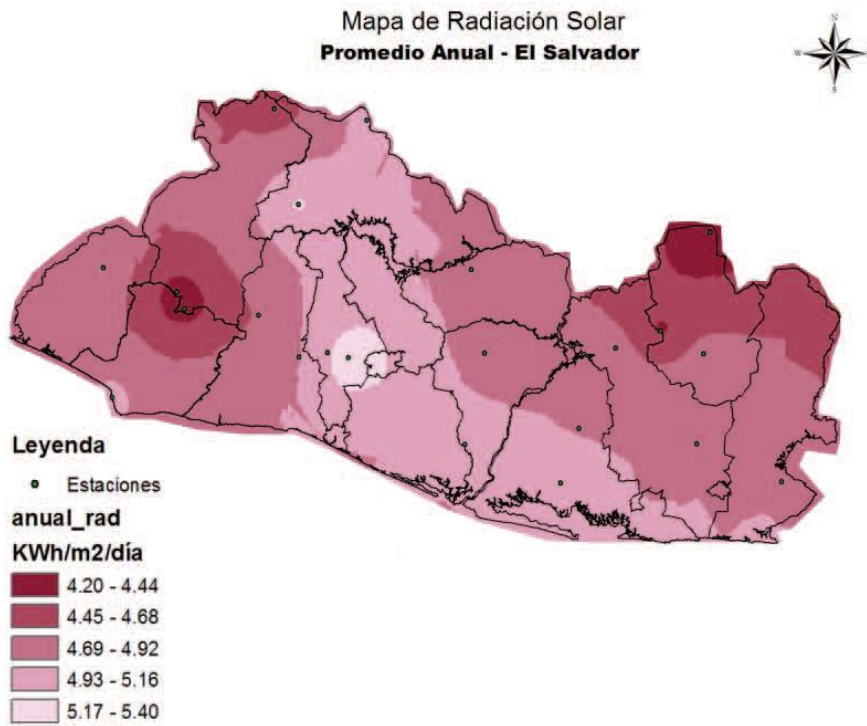 Mapa de Radiación Solar
Promedio Anual - El Salvador
N
W
E
S
Leyenda
Estaciones
anual_rad
KWh/m2/día
4.20 - 4.44
4.45 - 4.68
4.69 - 4.92
4.93 - 5.16
5.17 - 5.40